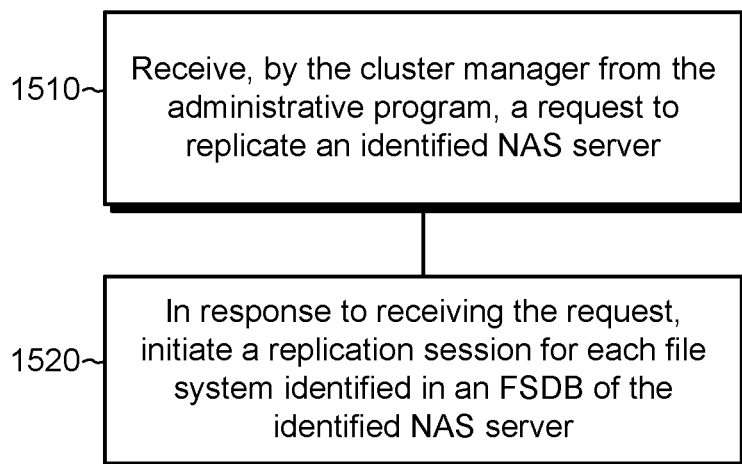 1510
Receive, by the cluster manager from the
administrative program, a request to
replicate an identified NAS server
1520
In response to receiving the request,
initiate a replication session for each file
system identified in an FSDB of the
identified NAS server